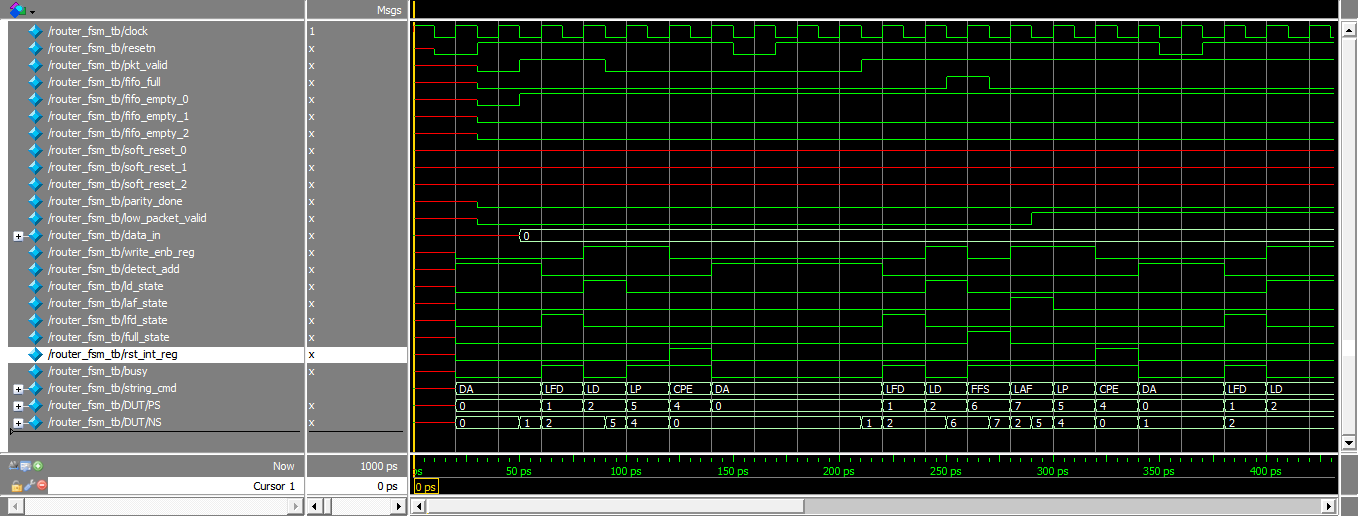 Msgs
/router_fsm_tb/clock 1
/router_fsm_tb/resetn x
/router_fsm_tb/pkt_valid x
/router_fsm_tb/fifo_full x
/router_fsm_tb/fifo_empty_0 x
/router_fsm_tb/fifo_empty_1 x
/router_fsm_tb/fifo_empty_2 x
/router_fsm_tb/soft_reset_0 x
/router_fsm_tb/soft_reset_1 x
/router_fsm_tb/soft_reset_2 x
/router_fsm_tb/parity_done x
/router_fsm_tb/low_packet_valid x
/router_fsm_tb/data_in x 0
/router_fsm_tb/write_enb_reg x
/router_fsm_tb/detect_add x
/router_fsm_tb/ld_state x
/router_fsm_tb/laf_state x
/router_fsm_tb/lfd_state x
/router_fsm_tb/full_state x
/router_fsm_tb/rst_int_reg x
/router_fsm_tb/busy x
/router_fsm_tb/string_cmd DA LFD LD LP CPE DA LFD LD FFS LAF LP CPE DA LFD LD
/router_fsm_tb/DUT/PS x 0 1 2 5 4 0 1 2 6 7 5 4 0 1 2
/router_fsm_tb/DUT/NS x 0 1 2 5 4 0 1 2 6 7 2 5 4 0 1 2
Now 1000 ps ps 50 ps 100 ps 150 ps 200 ps 250 ps 300 ps 350 ps 400 ps
Cursor 1 0 ps 0 ps